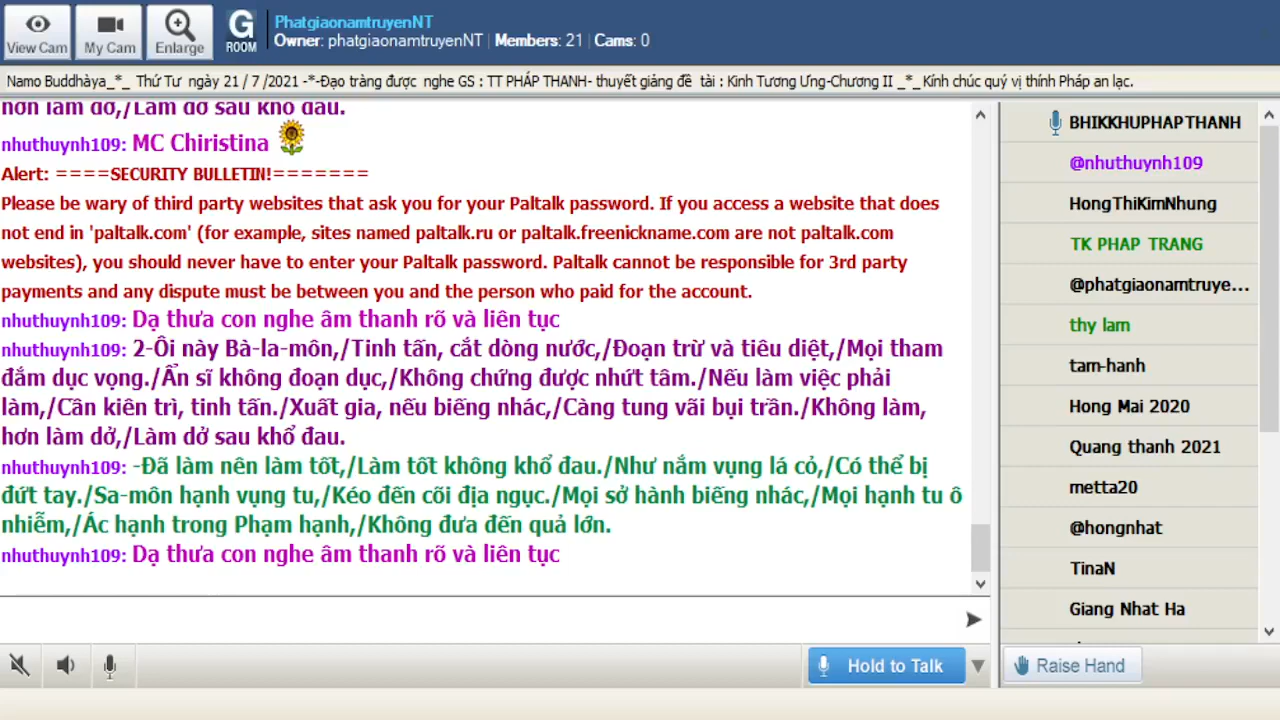 View Cam
My Cam
Enlarge
G
ROOM
PhatgiaonamtruyenNT
Owner: phatgiaonamtruyenNT | Members: 21 | Cams: 0
Namo Buddhàya_*_ Thứ Tư ngày 21 / 7 /2021 -*-Đạo tràng được nghe GS : TT PHÁP THANH- thuyết giảng đề tài : Kinh Tương Ưng-Chương II _*_Kính chúc quý vị thính Pháp an lạc.
hơn làm dở,/Làm dở sau khổ đau.
nhuthuynh109: MC Chiristina
Alert: ====SECURITY BULLETIN!=======
Please be wary of third party websites that ask you for your Paltalk password. If you access a website that does
not end in 'paltalk.com' (for example, sites named paltalk.ru or paltalk.freenickname.com are not paltalk.com
websites), you should never have to enter your Paltalk password. Paltalk cannot be responsible for 3rd party
payments and any dispute must be between you and the person who paid for the account.
nhuthuynh109: Dạ thưa con nghe âm thanh rõ và liên tục
nhuthuynh109: 2-Ôi này Bà-la-môn,/Tinh tấn, cắt dòng nước,/Đoạn trừ và tiêu diệt,/Mọi tham
đắm dục vọng./Ẩn sĩ không đoạn dục,/Không chứng được nhứt tâm./Nếu làm việc phải
làm,/Cần kiên trì, tinh tấn./Xuất gia, nếu biếng nhác,/Càng tung vãi bụi trần./Không làm,
hơn làm dở,/Làm dở sau khổ đau.
nhuthuynh109: -Đã làm nên làm tốt,/Làm tốt không khổ đau./Như nắm vụng lá cỏ,/Có thể bị
đứt tay./Sa-môn hạnh vụng tu,/Kéo đến cõi địa ngục./Mọi sở hành biếng nhác,/Mọi hạnh tu ô
nhiễm,/Ác hạnh trong Phạm hạnh,/Không đưa đến quả lớn.
nhuthuynh109: Dạ thưa con nghe âm thanh rõ và liên tục
Hold to Talk
BHIKKHUPHAPTHANH
@nhuthuynh109
HongThiKimNhung
TK PHAP TRANG
@phatgiaonamtruye...
thy lam
tam-hanh
Hong Mai 2020
Quang thanh 2021
metta20
@hongnhat
TinaN
Giang Nhat Ha
Raise Hand